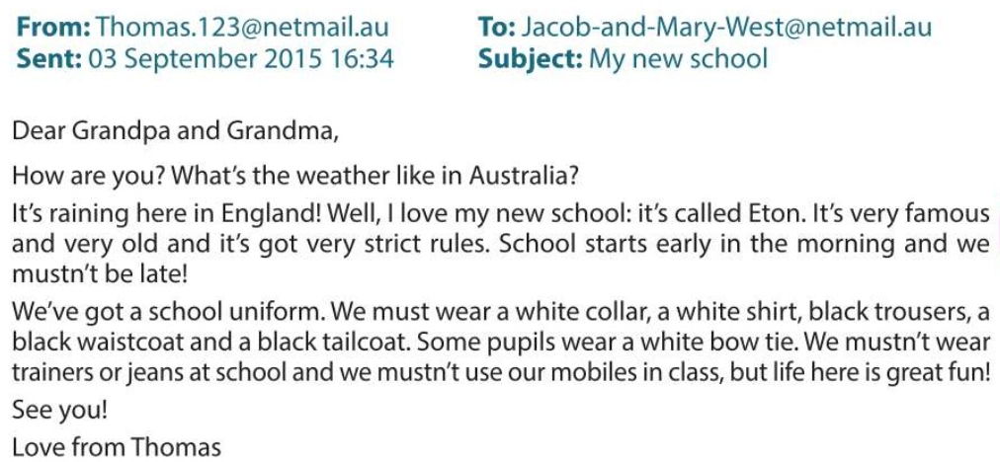 From: Thomas.123@netmail.au To: Jacob-and-Mary-West@netmail.au
Sent: 03 September 2015 16:34 Subject: My new school
Dear Grandpa and Grandma,
How are you? What's the weather like in Australia?
It's raining here in England! Well, I love my new school: it's called Eton. It's very famous
and very old and it's got very strict rules. School starts early in the morning and we
mustn't be late!
We've got a school uniform. We must wear a white collar, a white shirt, black trousers, a
black waistcoat and a black tailcoat. Some pupils wear a white bow tie. We mustn't wear
trainers or jeans at school and we mustn't use our mobiles in class, but life here is great fun!
See you!
Love from Thomas